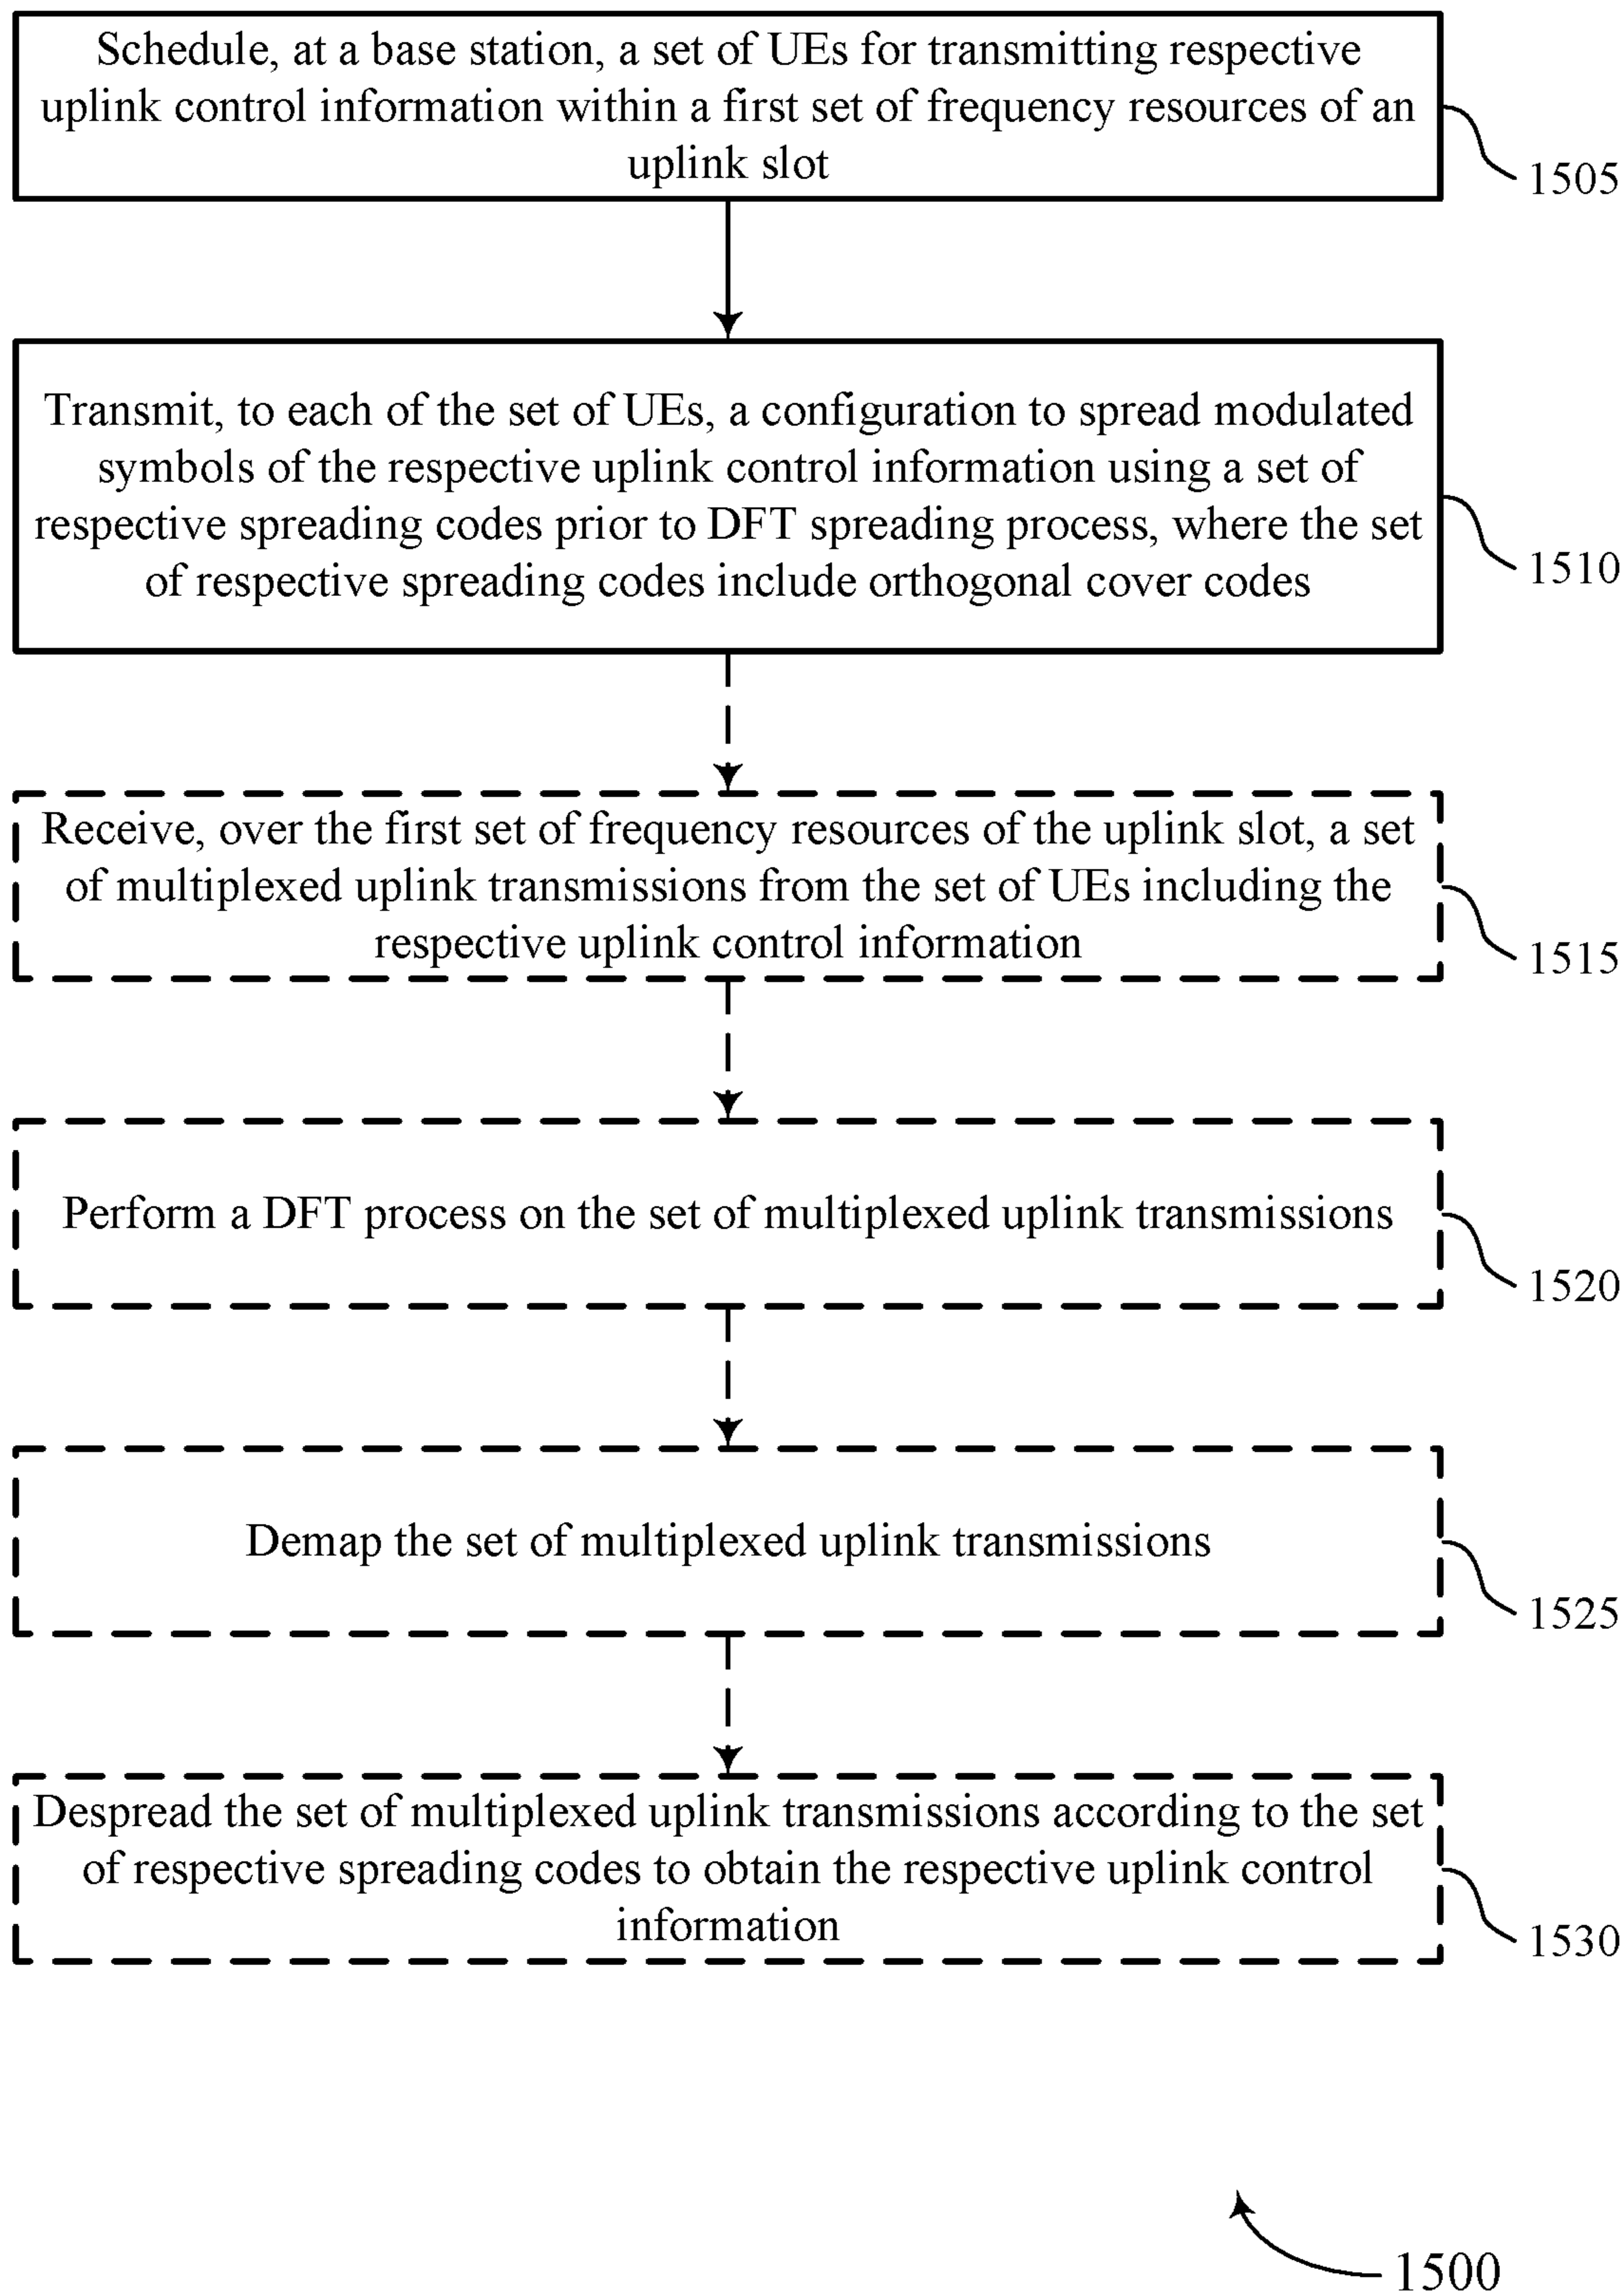 Schedule, at a base station, a set of UEs for transmitting respective
uplink control information within a first set of frequency resources of an
uplink slot
1505
Transmit, to each of the set of UEs, a configuration to spread modulated
symbols of the respective uplink control information using a set of
respective spreading codes prior to DFT spreading process, where the set
of respective spreading codes include orthogonal cover codes
1510
Receive, over the first set of frequency resources of the uplink slot, a set
of multiplexed uplink transmissions from the set of UEs including the
respective uplink control information
1515
Perform a DFT process on the set of multiplexed uplink transmissions
1520
Demap the set of multiplexed uplink transmissions
1525
Despread the set of multiplexed uplink transmissions according to the set
of respective spreading codes to obtain the respective uplink control
information
1530
1500